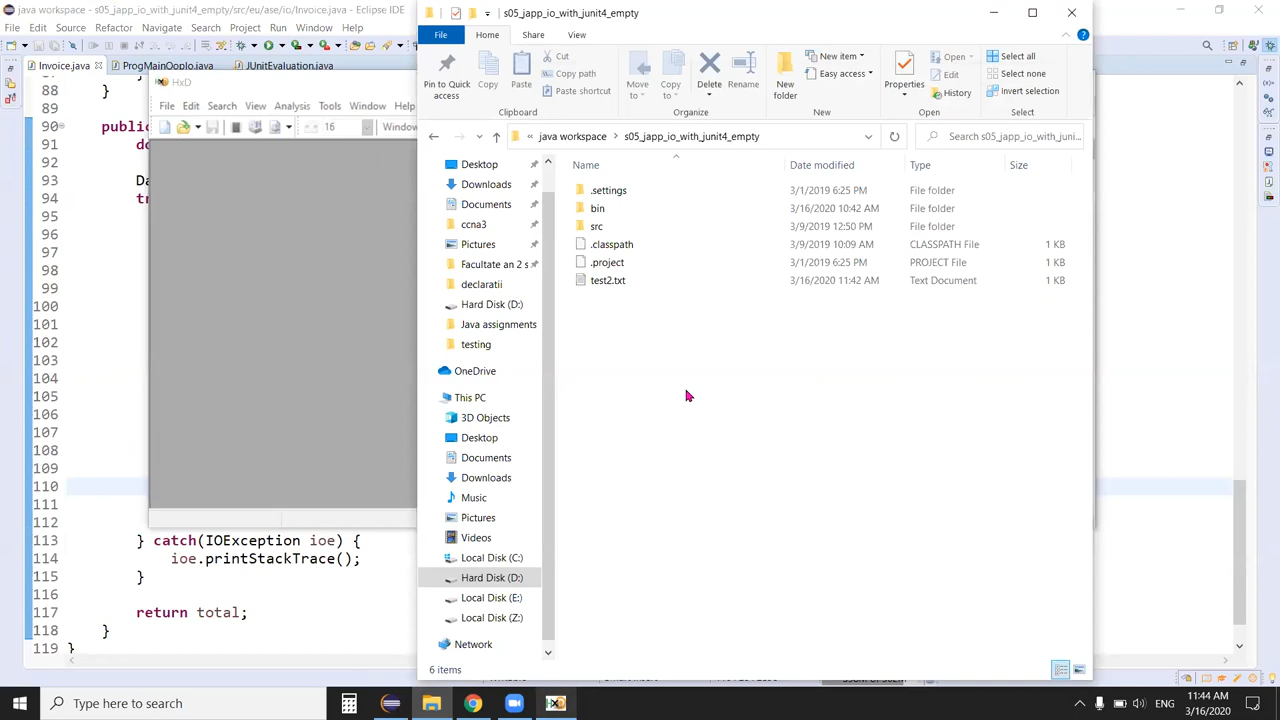 java workspace - s05_japp_io_with_junit4_empty/src/eu/ase/io/Invoice.java - Eclipse IDE
File Edit Source Refactor Navigate Search
Invoice.java
ProgMainOopIo.java
JUnitEvaluation.java
88 }
89
90 public
91 do
92
93 Da
94 tr
95
96
97
98
99
100
101
102
103
104
105
106
107
108
109
110
111
112
113 } catch(IOException ioe) {
114 ioe.printStackTrace();
115 }
116
117 return total;
118 }
119 }
HxD
File Edit Search View Analysis Tools Window Help
16
Window
s05_japp_io_with_junit4_empty
File Home Share View
Pin to Quick access
Copy
Paste
Cut
Copy path
Paste shortcut
Clipboard
Move to
Copy to
Delete
Rename
Organize
New folder
New item
Easy access
New
Properties
Open
Edit
History
Open
Select all
Select none
Invert selection
Select
« java workspace > s05_japp_io_with_junit4_empty
Search s05_japp_io_with_juni...
Name Date modified Type Size
.settings 3/1/2019 6:25 PM File folder
bin 3/16/2020 10:42 AM File folder
src 3/9/2019 12:50 PM File folder
.classpath 3/9/2019 10:09 AM CLASSPATH File 1 KB
.project 3/1/2019 6:25 PM PROJECT File 1 KB
test2.txt 3/16/2020 11:42 AM Text Document 1 KB
Desktop
Downloads
Documents
ccna3
Pictures
Facultate an 2 s
declaratii
Hard Disk (D:)
Java assignments
testing
OneDrive
This PC
3D Objects
Desktop
Documents
Downloads
Music
Pictures
Videos
Local Disk (C:)
Hard Disk (D:)
Local Disk (E:)
Local Disk (Z:)
Network
6 items
Type here to search
ENG
11:44 AM
3/16/2020